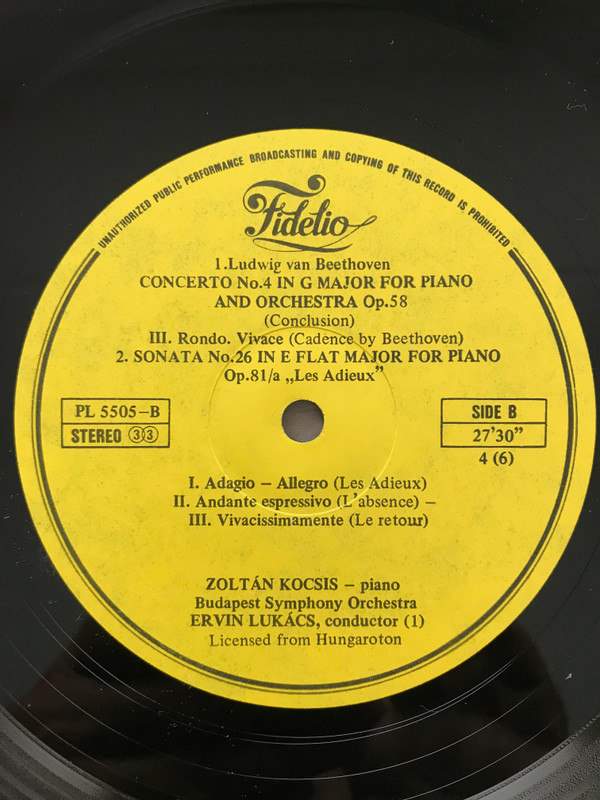 UNAUTHORIZED PUBLIC PERFORMANCE BROADCASTING AND COPYING OF THIS RECORD IS PROHIBITED
Fidelio
1.Ludwig van Beethoven
CONCERTO No.4 IN G MAJOR FOR PIANO
AND ORCHESTRA Op.58
(Conclusion)
III. Rondo. Vivace (Cadence by Beethoven)
2. SONATA No.26 IN E FLAT MAJOR FOR PIANO
Op.81/a „Les Adieux”
PL 5505–B
STEREO 33
SIDE B
27’30”
4 (6)
I. Adagio – Allegro (Les Adieux)
II. Andante espressivo (L’absence) –
III. Vivacissimamente (Le retour)
ZOLTÁN KOCSIS – piano
Budapest Symphony Orchestra
ERVIN LUKÁCS, conductor (1)
Licensed from Hungaroton